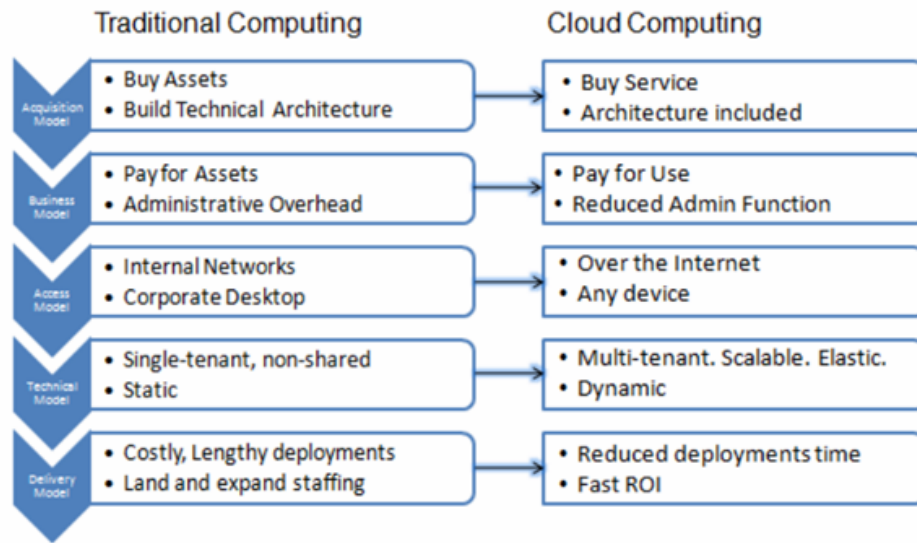 Traditional Computing
Cloud Computing
Acquisition
Model
• Buy Assets
• Build Technical Architecture
• Buy Service
• Architecture included
Business
Model
• Pay for Assets
• Administrative Overhead
• Pay for Use
• Reduced Admin Function
Access
Model
• Internal Networks
• Corporate Desktop
• Over the Internet
• Any device
Technical
Model
• Single-tenant, non-shared
• Static
• Multi-tenant. Scalable. Elastic.
• Dynamic
Delivery
Model
• Costly, Lengthy deployments
• Land and expand staffing
• Reduced deployments time
• Fast ROI